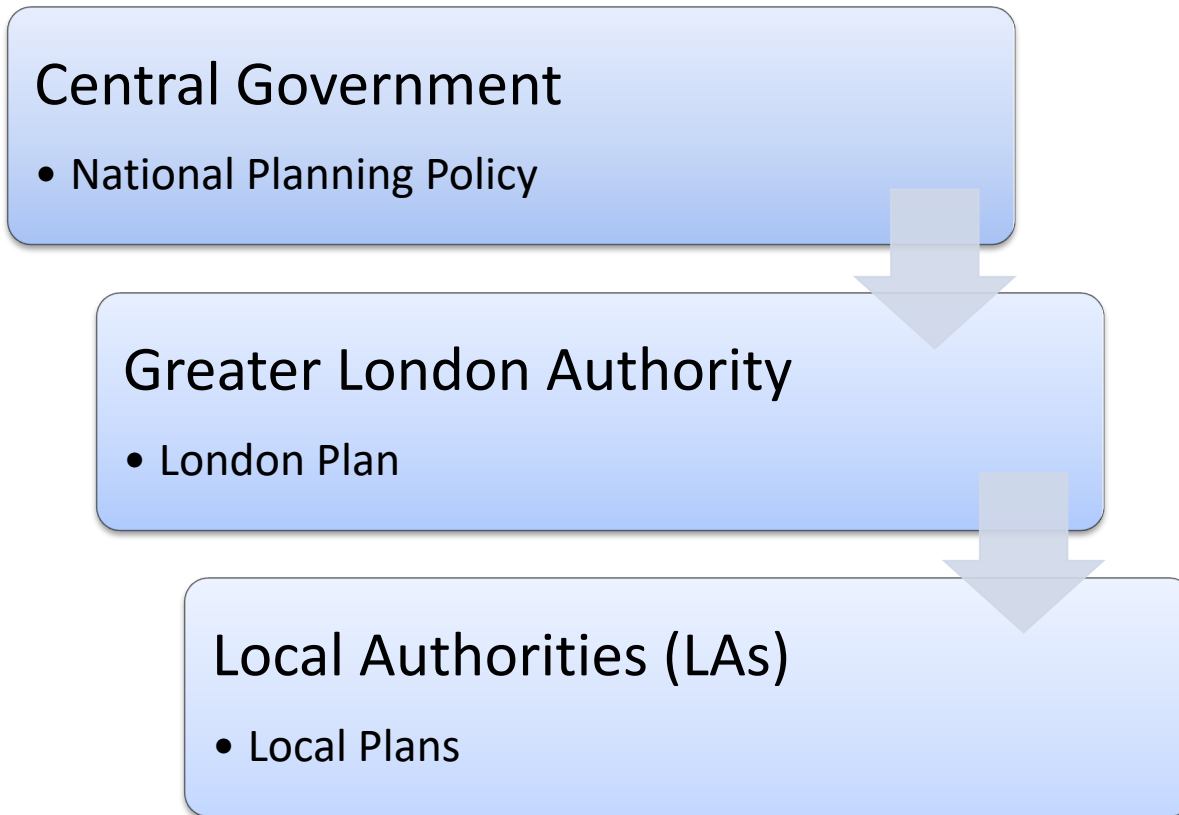 Central Government
• National Planning Policy
Greater London Authority
• London Plan
Local Authorities (LAs)
• Local Plans